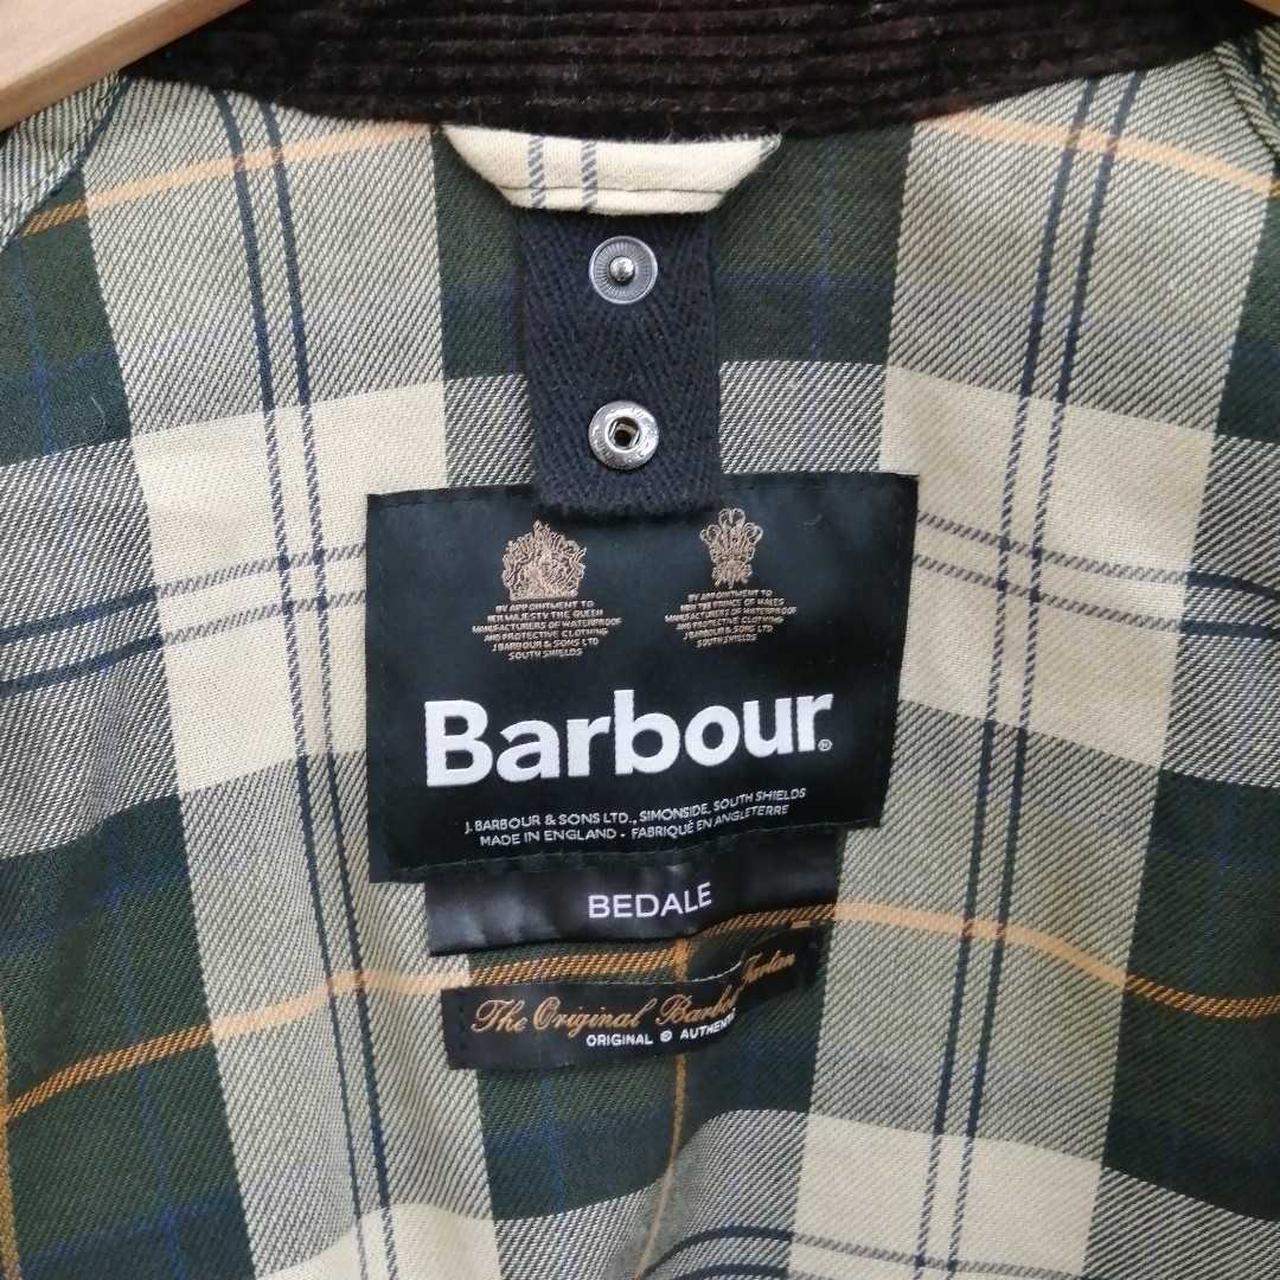 BY APPOINTMENT TO
HER MAJESTY THE QUEEN
MANUFACTURERS OF WATERPROOF
AND PROTECTIVE CLOTHING
J BARBOUR & SONS LTD
SOUTH SHIELDS
BY APPOINTMENT TO
HRH THE PRINCE OF WALES
MANUFACTURERS OF WATERPROOF
AND PROTECTIVE CLOTHING
J BARBOUR & SONS LTD
SOUTH SHIELDS
Barbour®
J. BARBOUR & SONS LTD., SIMONSIDE, SOUTH SHIELDS
MADE IN ENGLAND - FABRIQUÉ EN ANGLETERRE
BEDALE
The Original Barbo Tartan
ORIGINAL © AUTHEN